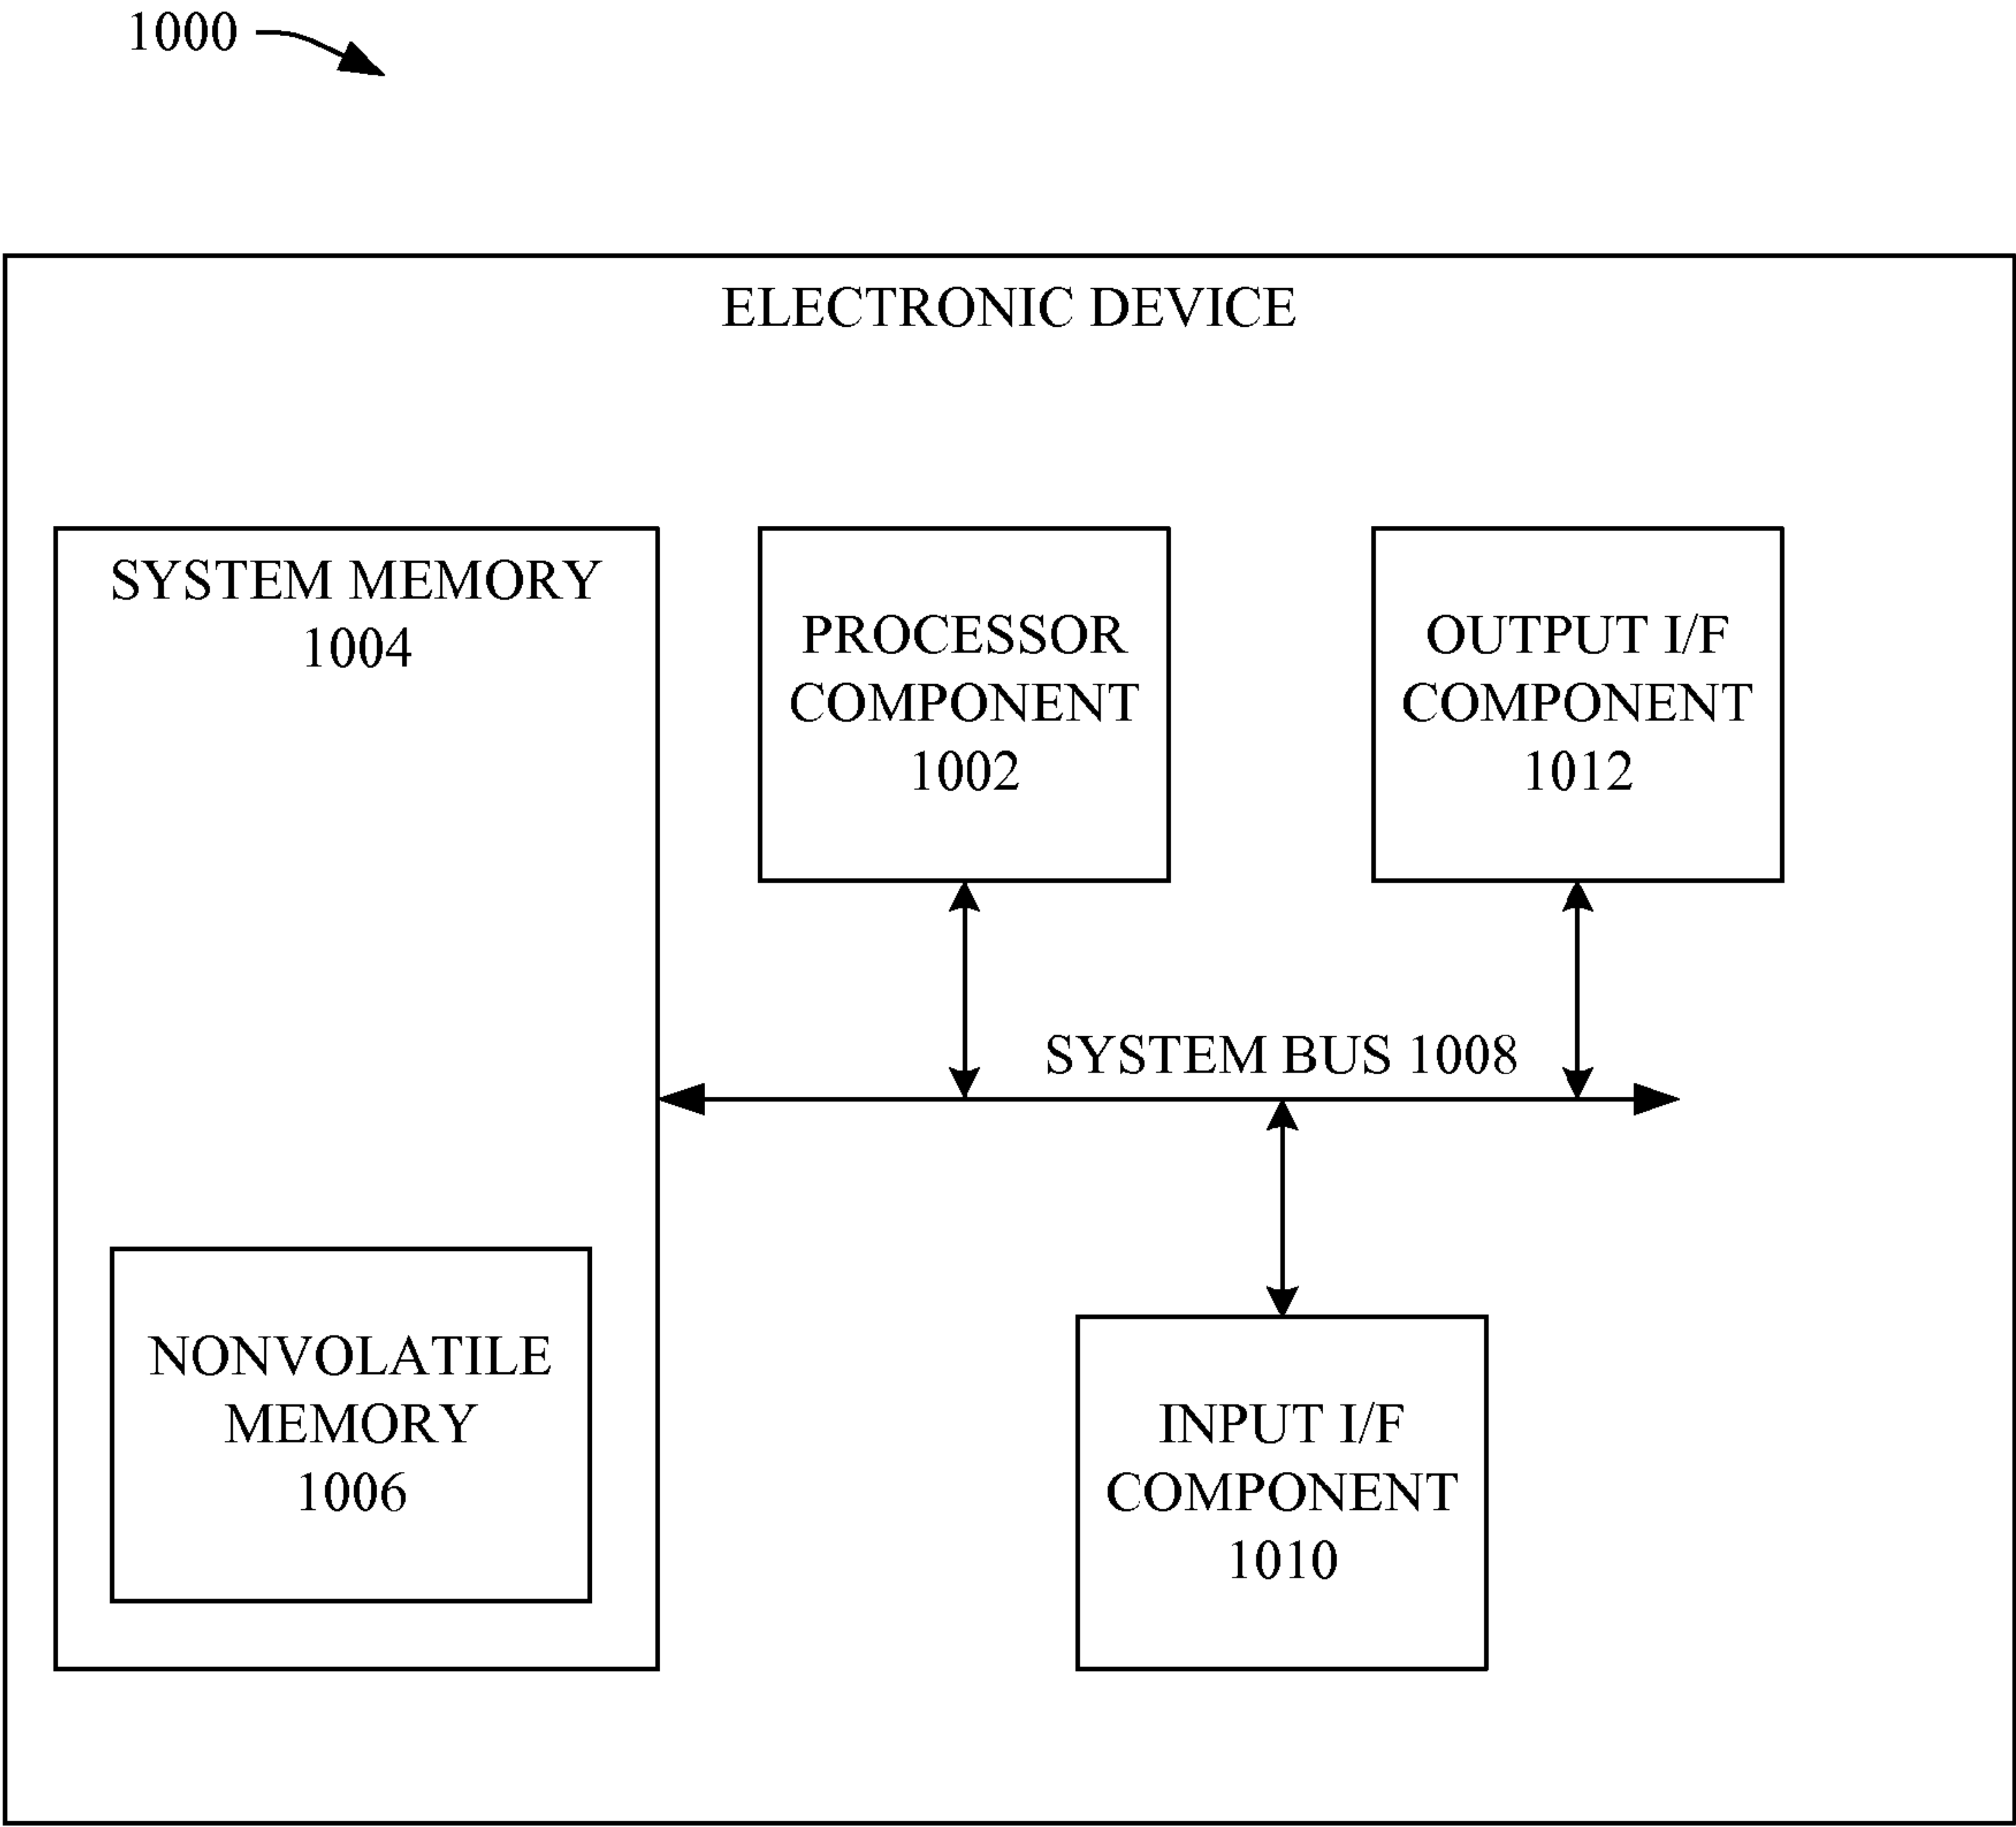 1000
ELECTRONIC DEVICE
SYSTEM MEMORY
1004
PROCESSOR
COMPONENT
1002
OUTPUT I/F
COMPONENT
1012
SYSTEM BUS 1008
NONVOLATILE
MEMORY
1006
INPUT I/F
COMPONENT
1010